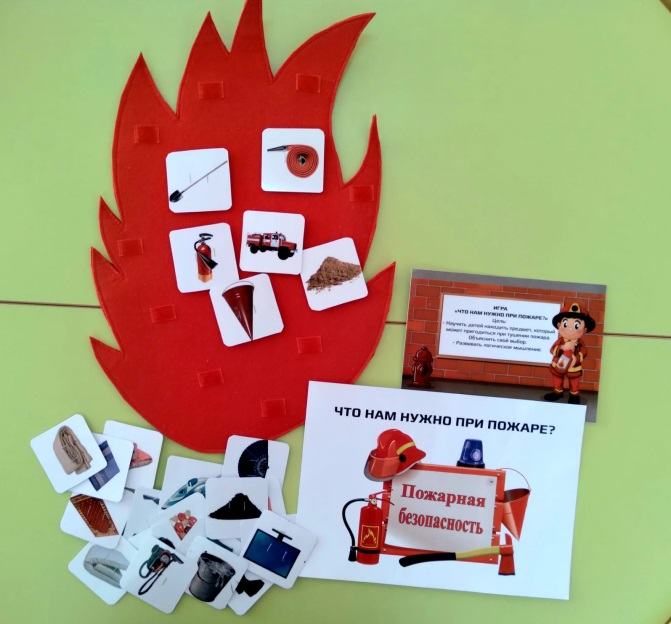 ИГРА
«ЧТО НАМ НУЖНО ПРИ ПОЖАРЕ?»
Цель:
- Научить детей находить предмет, который
может пригодиться при тушении пожара.
Объяснить свой выбор.
- Развивать логическое мышление.
ЧТО НАМ НУЖНО ПРИ ПОЖАРЕ?
Пожарная
безопасность